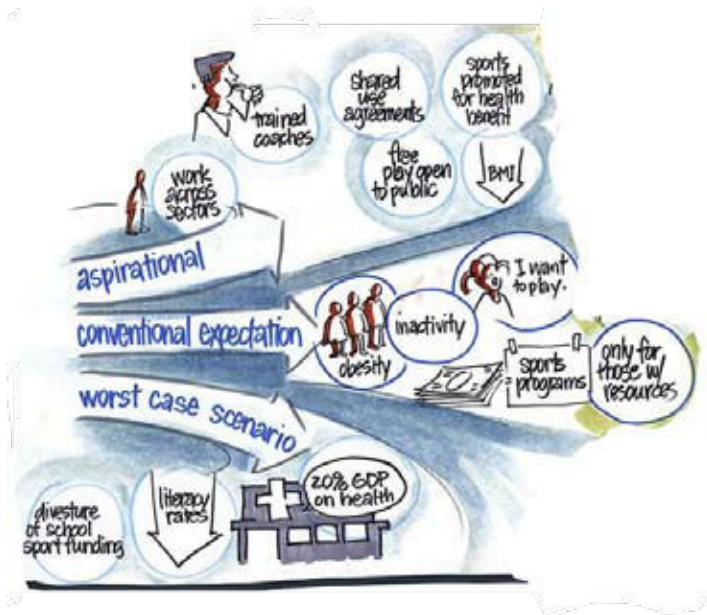 trained
coaches
shared
use
agreements
sports
promoted
for health
benefit
work
across
sectors
free
play open
to public
BMI
aspirational
conventional expectation
obesity
inactivity
I want
to play.
sports
programs
only for
those w/
resources
worst case scenario
divesture
of school
sport funding
literacy
rates
20% GDP
on health